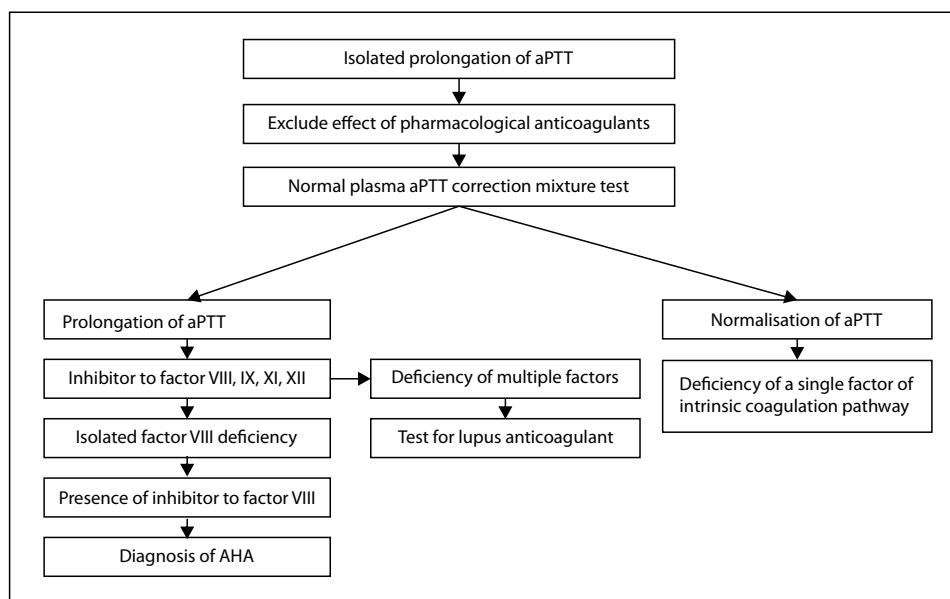 Isolated prolongation of aPTT
Exclude effect of pharmacological anticoagulants
Normal plasma aPTT correction mixture test
Prolongation of aPTT
Normalisation of aPTT
Inhibitor to factor VIII, IX, XI, XII
Deficiency of multiple factors
Deficiency of a single factor of
intrinsic coagulation pathway
Isolated factor VIII deficiency
Test for lupus anticoagulant
Presence of inhibitor to factor VIII
Diagnosis of AHA